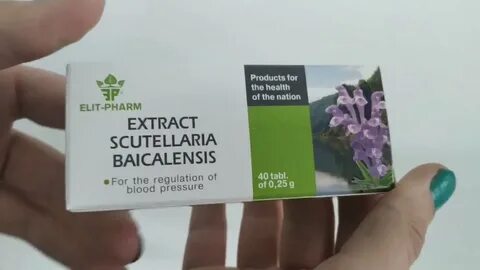 ELIT-PHARM
EXTRACT
SCUTELLARIA
BAICALENSIS
For the regulation of
blood pressure
Products for
the health
of the nation
40 tabl.
of 0,25 g